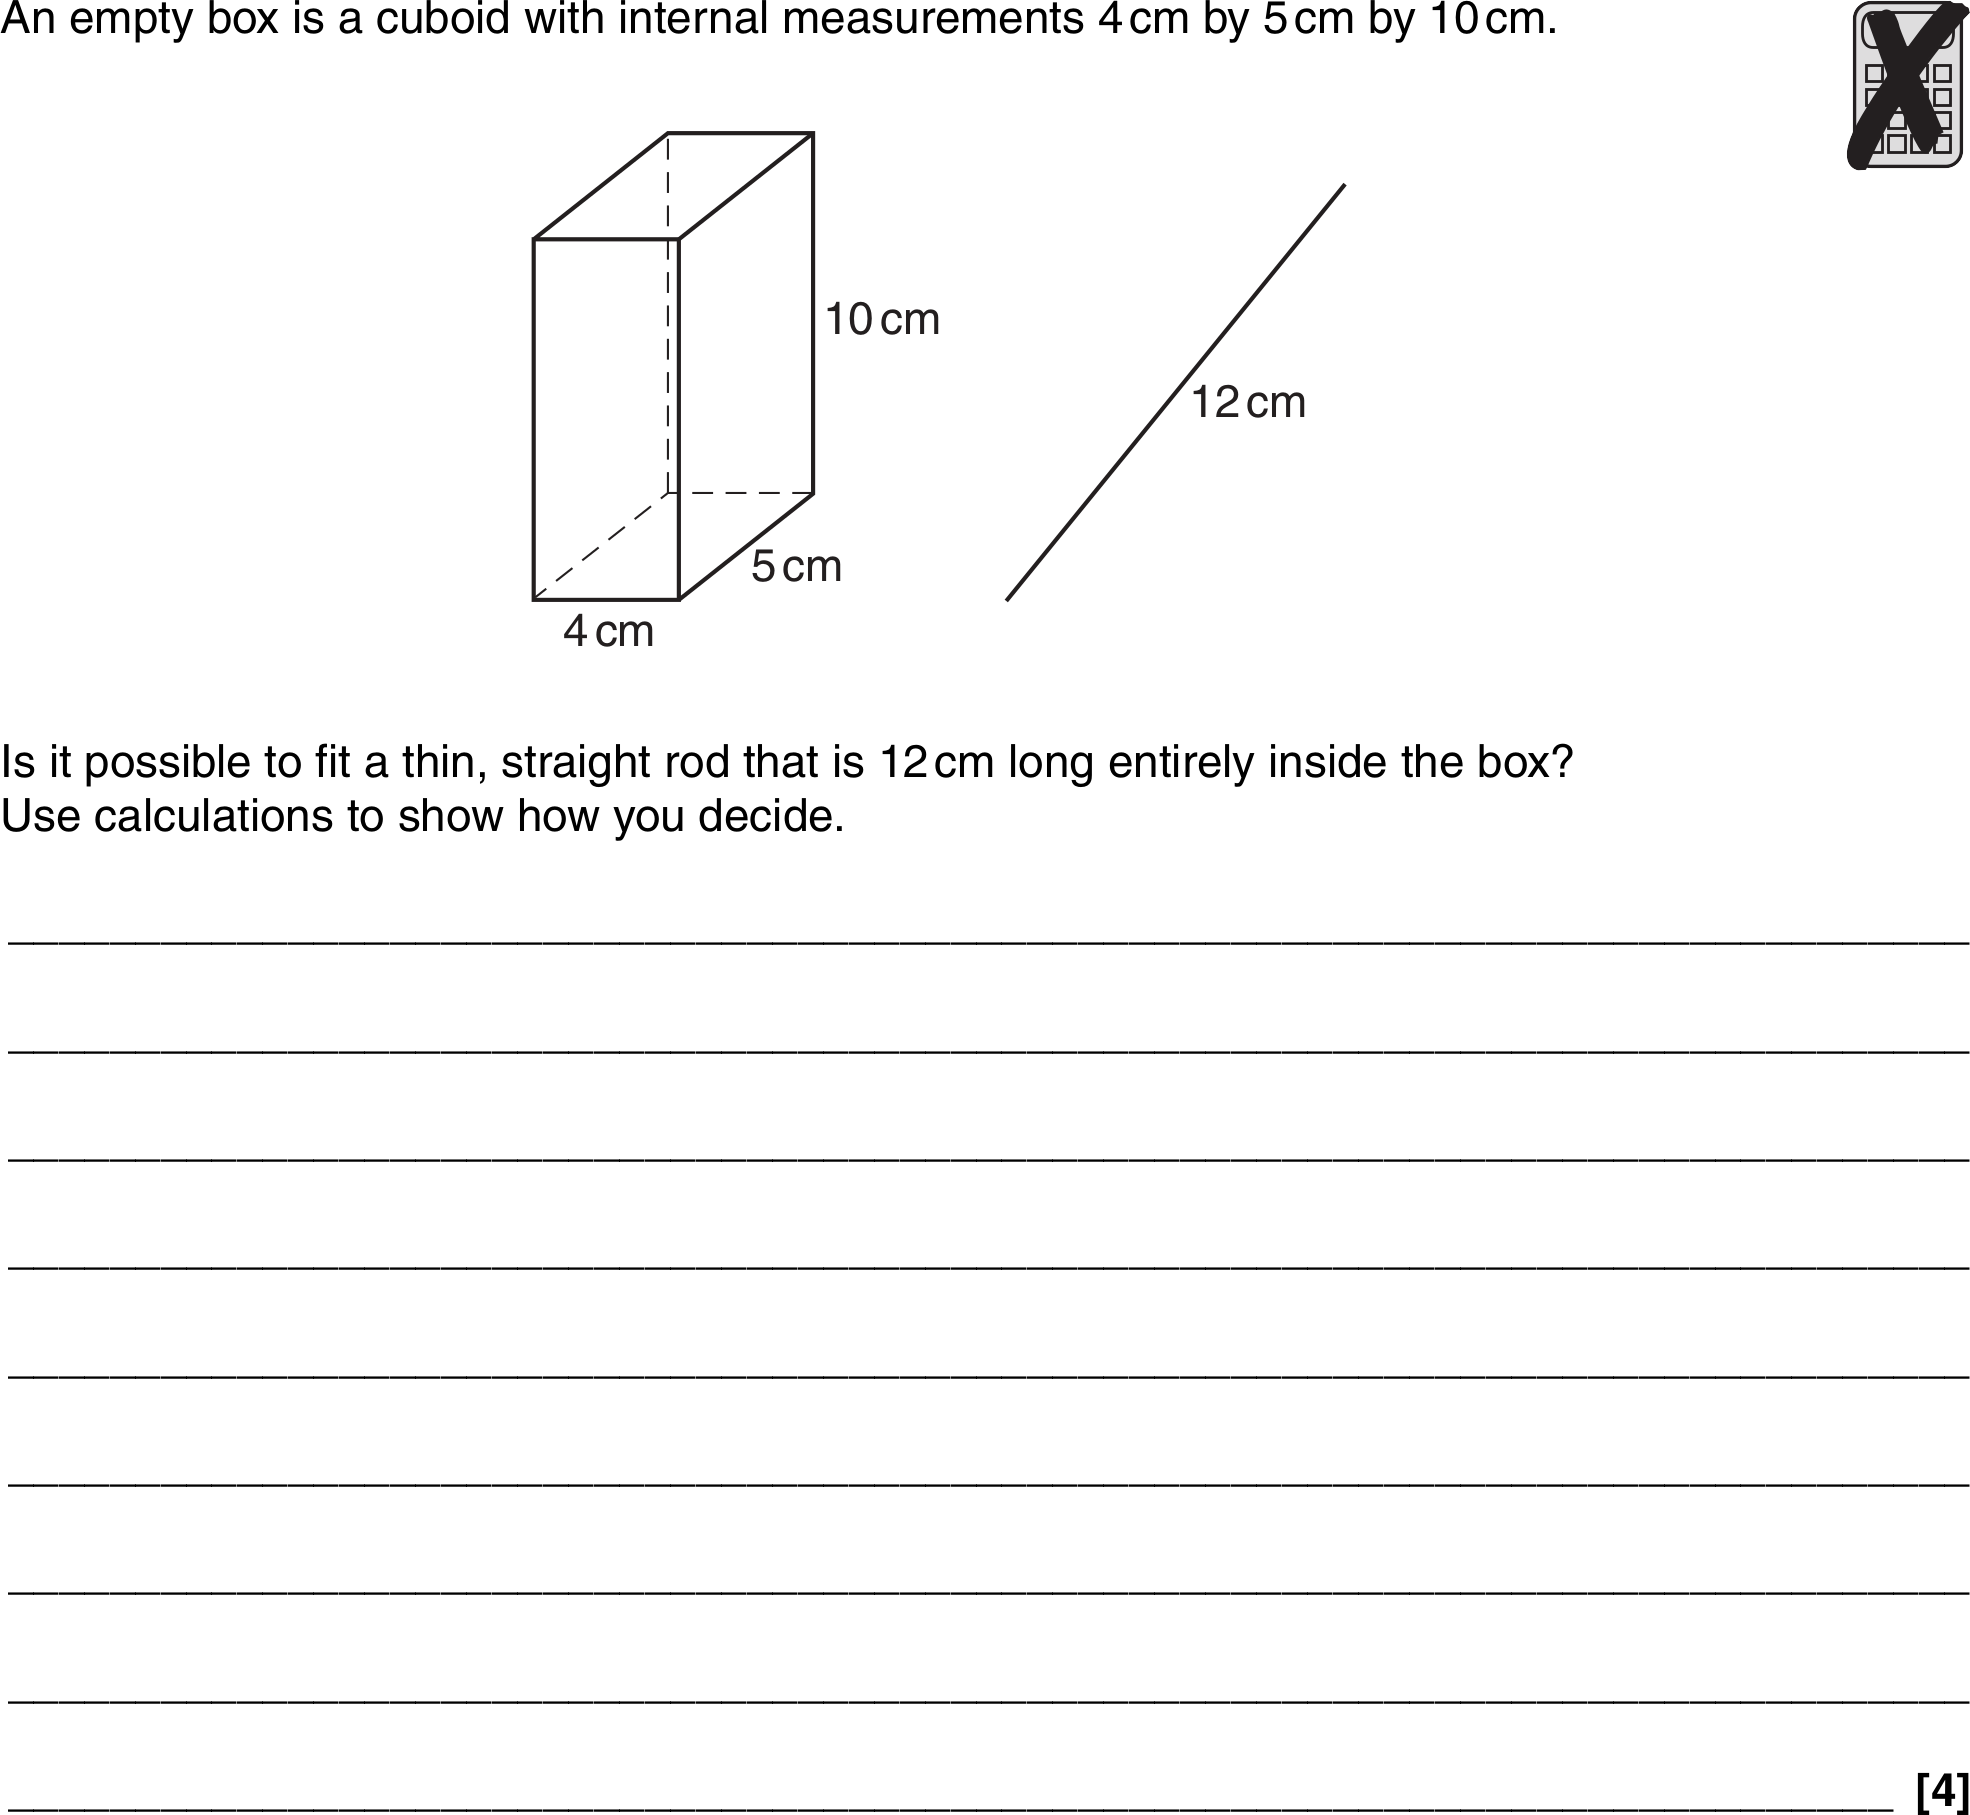 An empty box is a cuboid with internal measurements 4 cm by 5 cm by 10 cm.
10 cm
12 cm
5 cm
4 cm
Is it possible to fit a thin, straight rod that is 12 cm long entirely inside the box?
Use calculations to show how you decide.
[4]